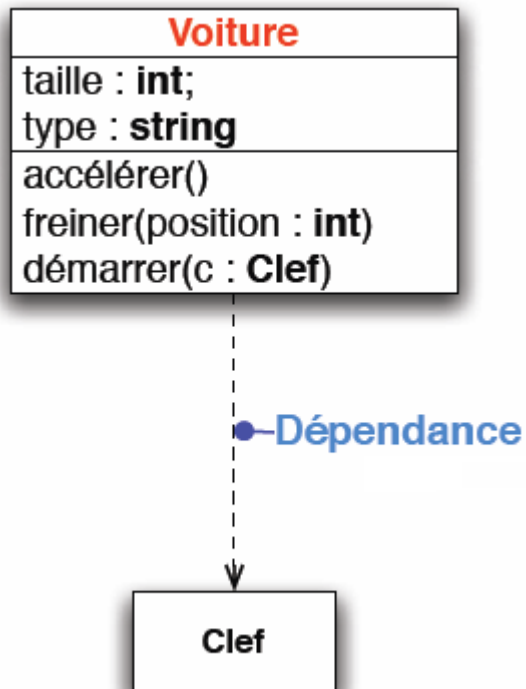 Voiture
taille : int;
type : string
accélérer()
freiner(position : int)
démarrer(c : Clef)
Dépendance
Clef